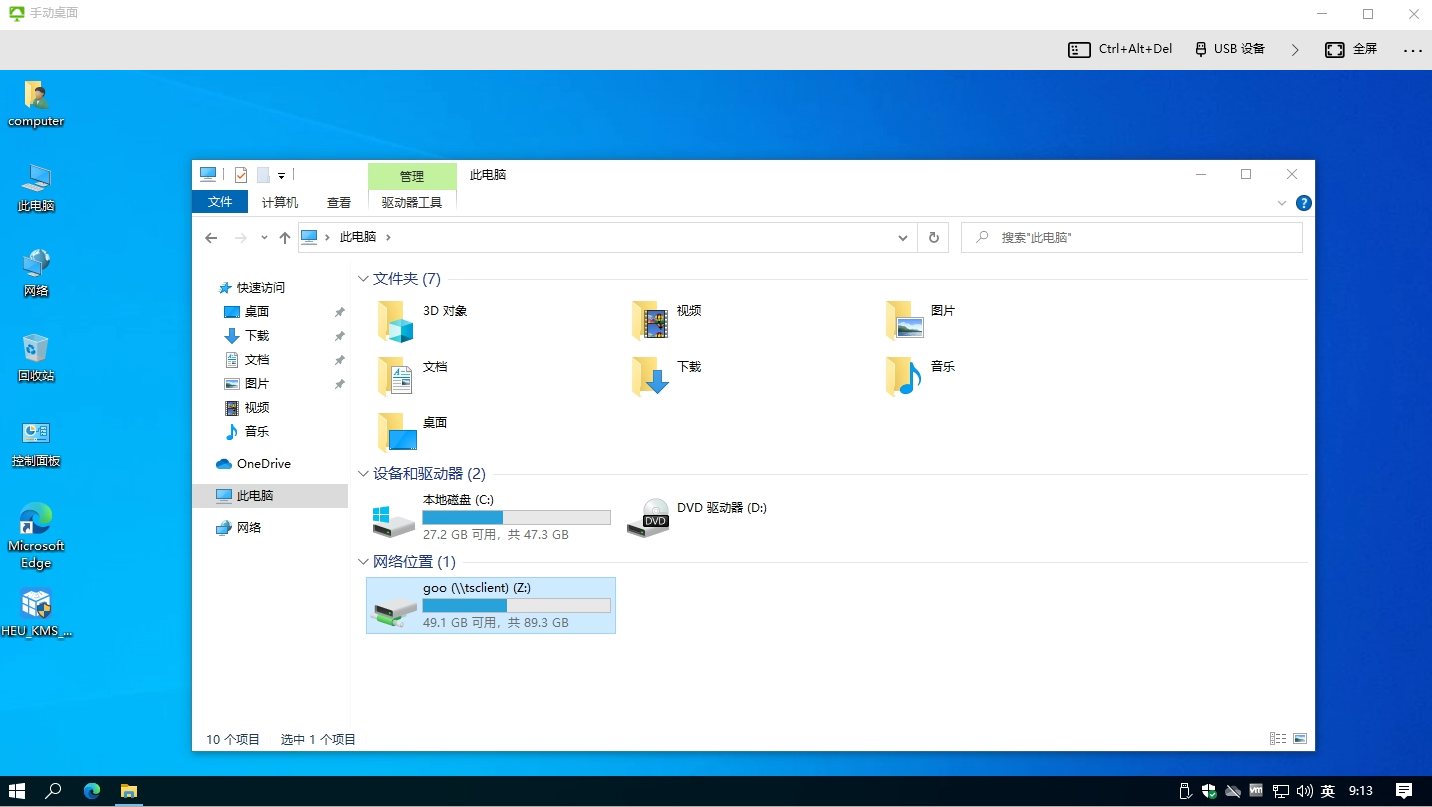 手动桌面
Ctrl+Alt+Del
USB 设备
全屏
computer
此电脑
网络
回收站
控制面板
Microsoft
Edge
HEU_KMS_...
管理
此电脑
文件
计算机
查看
驱动器工具
此电脑
搜索"此电脑"
快速访问
桌面
下载
文档
图片
视频
音乐
OneDrive
此电脑
网络
文件夹 (7)
3D 对象
视频
图片
文档
下载
音乐
桌面
设备和驱动器 (2)
本地磁盘 (C:)
27.2 GB 可用，共 47.3 GB
DVD
DVD 驱动器 (D:)
网络位置 (1)
goo (\\tsclient) (Z:)
49.1 GB 可用，共 89.3 GB
10 个项目
选中 1 个项目
vm
英
9:13